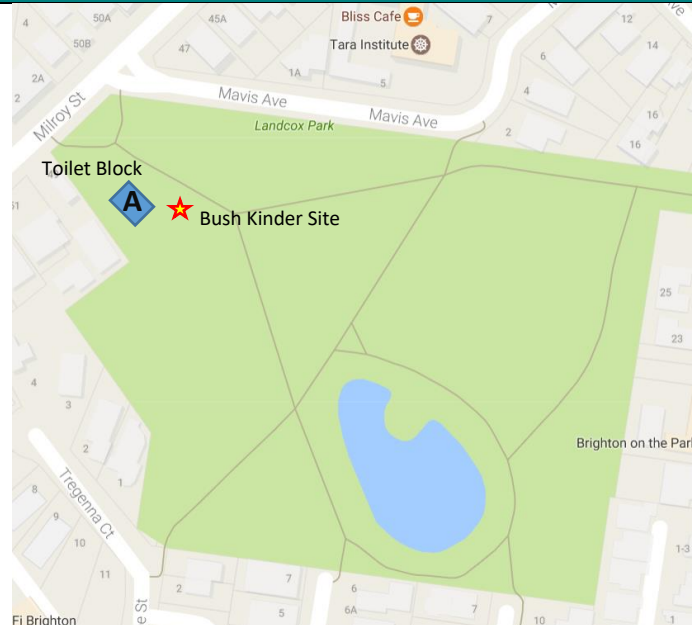 4
50A
50B
45A
47
2A
2
Bliss Cafe
Tara Institute
7
12
14
6
4
1A
5
16
16
2
Milroy St
Mavis Ave
Mavis Ave
Landcox Park
Toilet Block
A
Bush Kinder Site
51
25
23
4
3
2
1
Brighton on the Park
Tregenna Ct
8
9
10
11
1-3
2
7
6
7
5
6A
10
1
e St
Fi Brighton